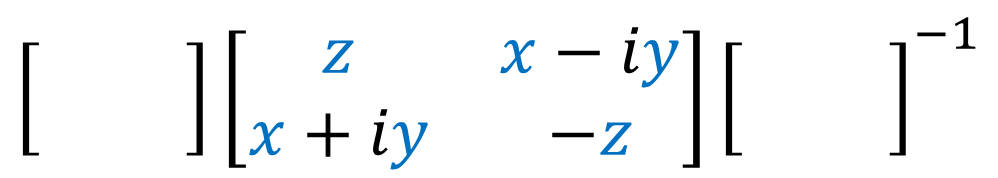 [ ] [ z x − iy ] [ ]⁻¹
x + iy −z